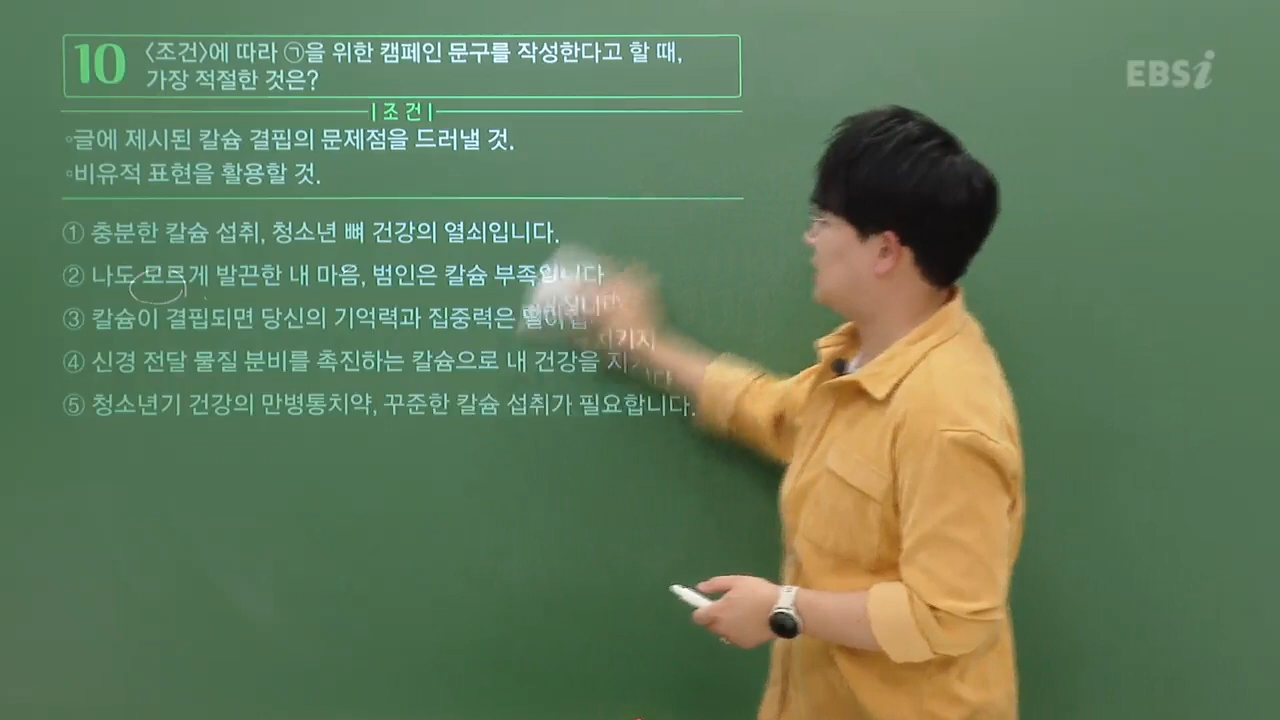 EBSi
10 〈조건〉에 따라 ㉠을 위한 캠페인 문구를 작성한다고 할 때,
가장 적절한 것은?
| 조 건 |
◦글에 제시된 칼슘 결핍의 문제점을 드러낼 것.
◦비유적 표현을 활용할 것.
① 충분한 칼슘 섭취, 청소년 뼈 건강의 열쇠입니다.
② 나도 모르게 발끈한 내 마음, 범인은 칼슘 부족입니다
③ 칼슘이 결핍되면 당신의 기억력과 집중력은
④ 신경 전달 물질 분비를 촉진하는 칼슘으로 내 건강을
⑤ 청소년기 건강의 만병통치약, 꾸준한 칼슘 섭취가 필요합니다.